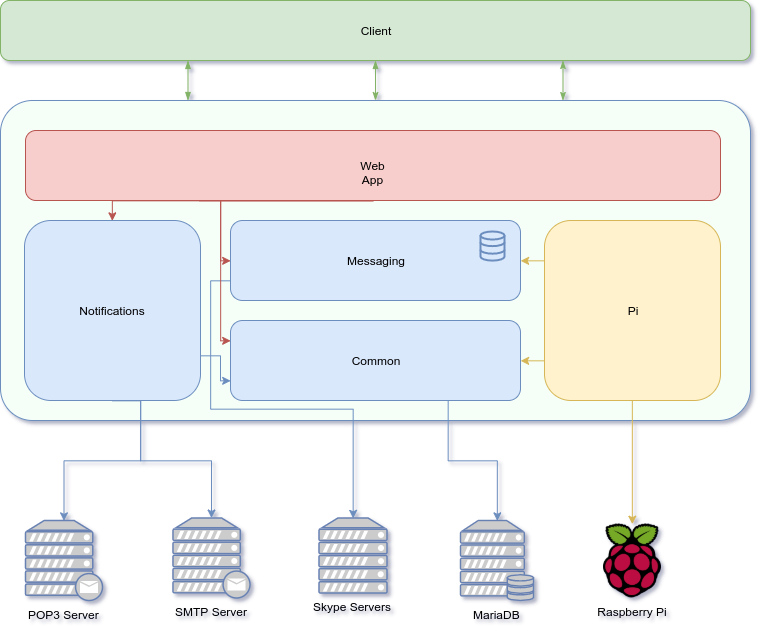 Client
Web
App
Messaging
Notifications
Pi
Common
POP3 Server
SMTP Server
Skype Servers
MariaDB
Raspberry Pi